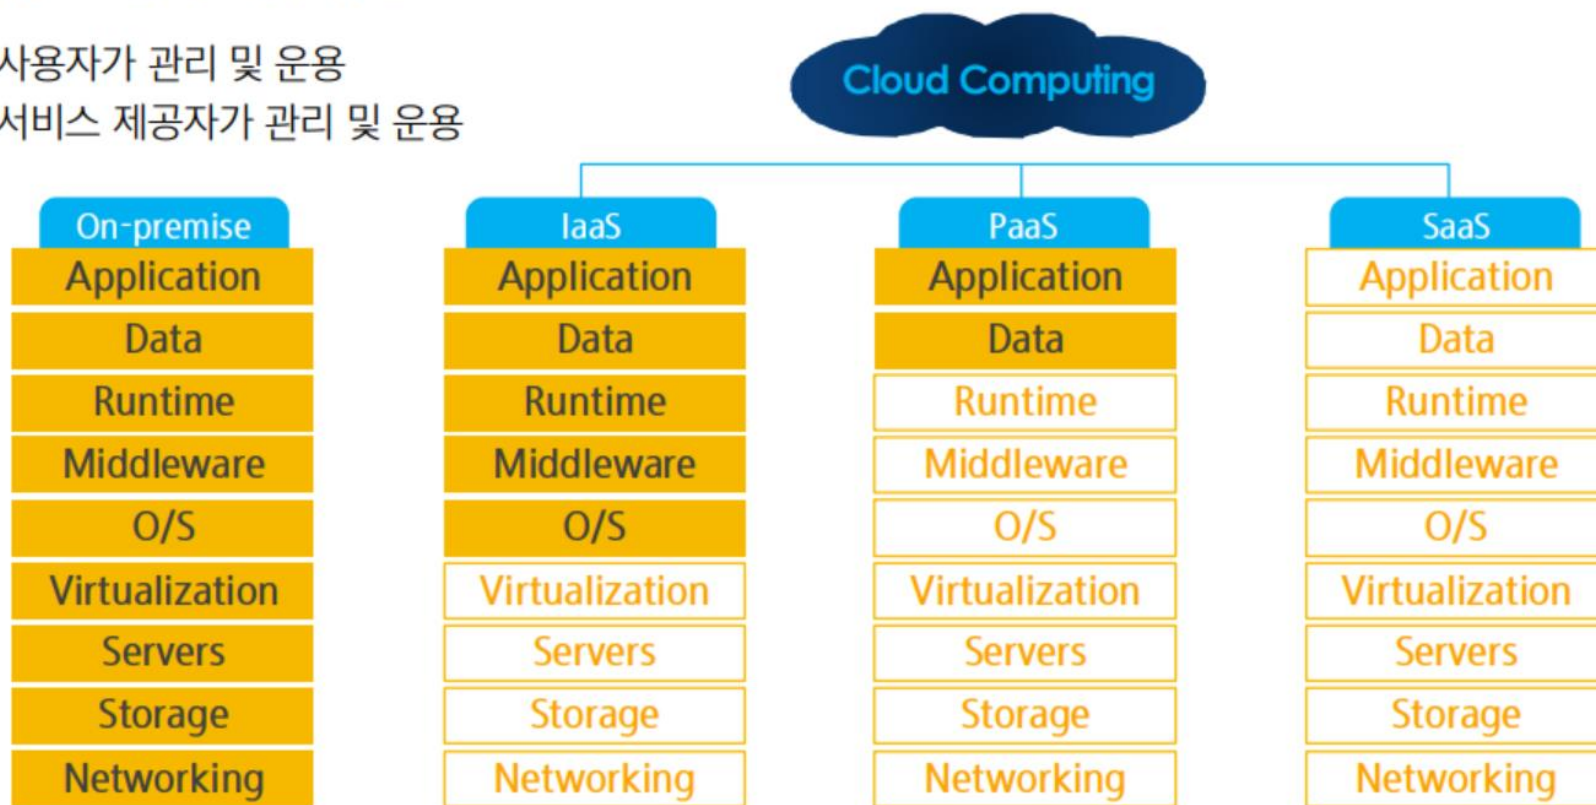 사용자가 관리 및 운용
서비스 제공자가 관리 및 운용
Cloud Computing
On-premise
Application
Data
Runtime
Middleware
O/S
Virtualization
Servers
Storage
Networking
IaaS
Application
Data
Runtime
Middleware
O/S
Virtualization
Servers
Storage
Networking
PaaS
Application
Data
Runtime
Middleware
O/S
Virtualization
Servers
Storage
Networking
SaaS
Application
Data
Runtime
Middleware
O/S
Virtualization
Servers
Storage
Networking